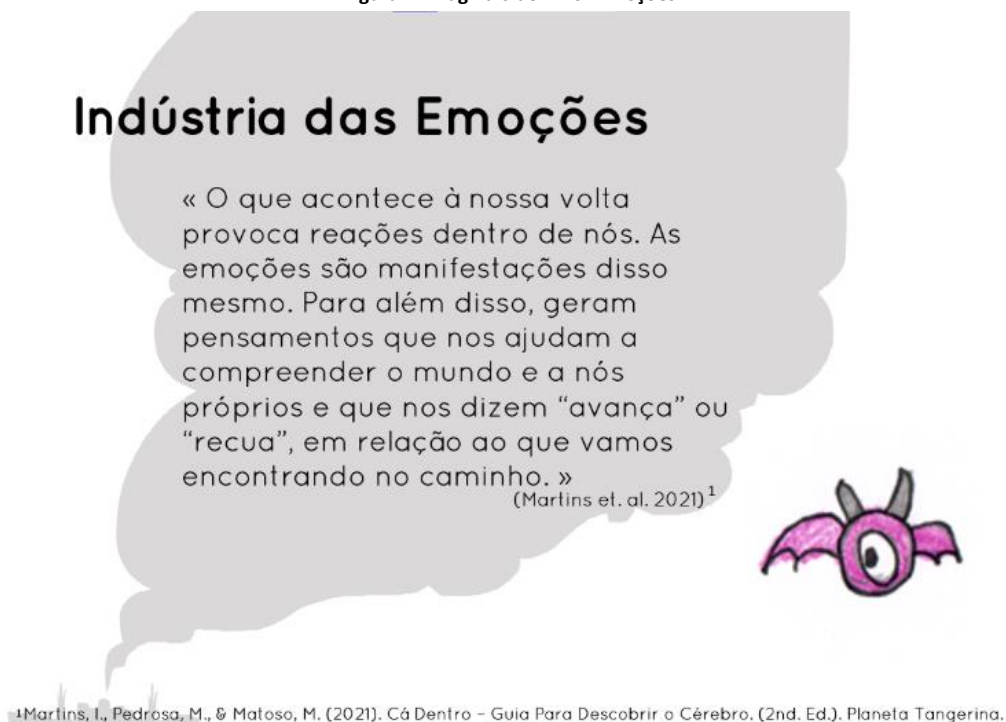 Indústria das Emoções
« O que acontece à nossa volta
provoca reações dentro de nós. As
emoções são manifestações disso
mesmo. Para além disso, geram
pensamentos que nos ajudam a
compreender o mundo e a nós
próprios e que nos dizem “avança” ou
“recua”, em relação ao que vamos
encontrando no caminho. »
(Martins et. al. 2021)¹
¹Martins, I., Pedrosa, M., & Matoso, M. (2021). Cá Dentro – Guia Para Descobrir o Cérebro. (2nd. Ed.). Planeta Tangerino.